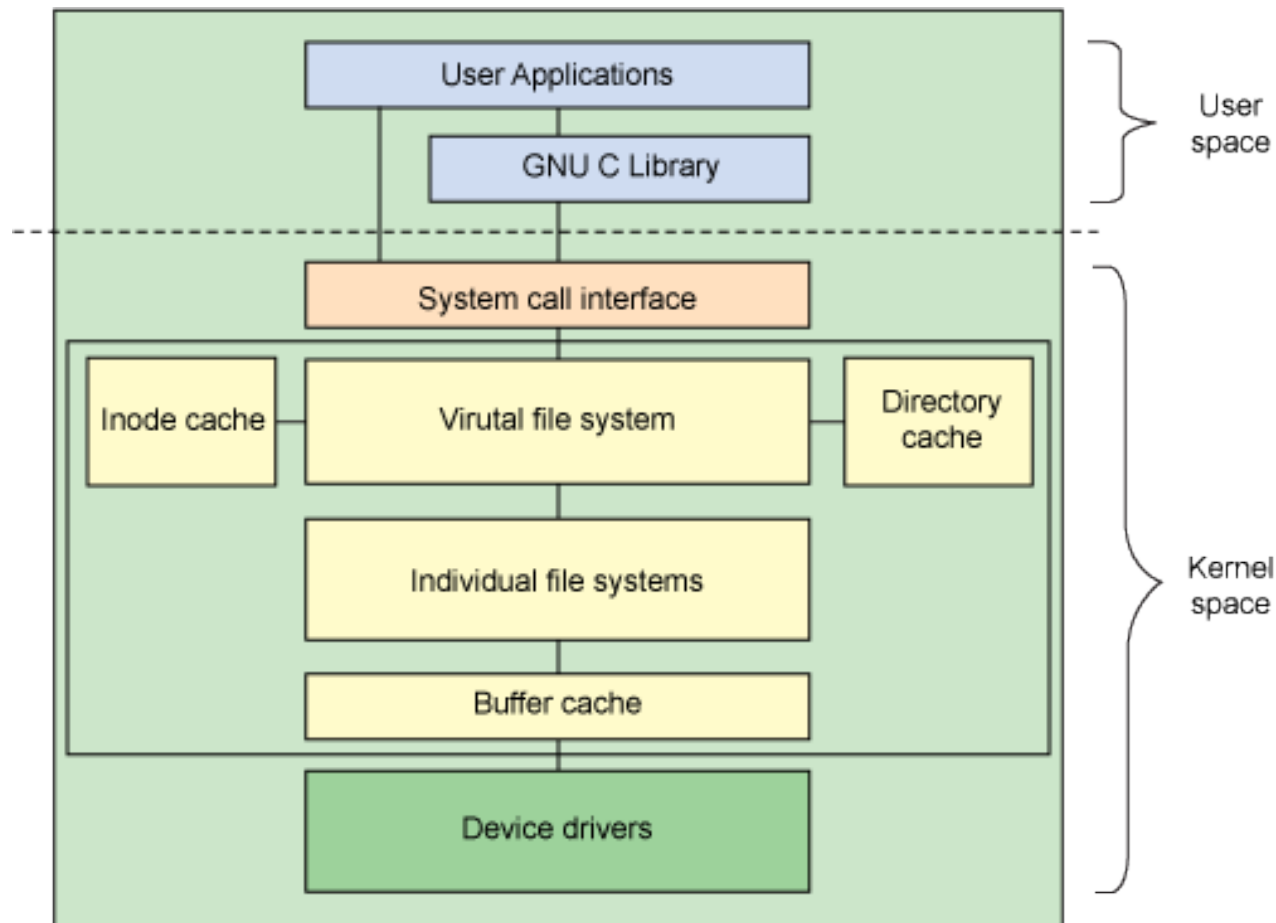 User Applications
User
space
GNU C Library
System call interface
Inode cache
Virutal file system
Directory
cache
Individual file systems
Kernel
space
Buffer cache
Device drivers